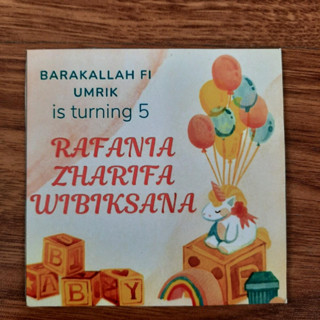 BARAKALLAH FI
UMRIK
is turning 5
RAFANIA
ZHARIFA
WIBIKSANA
B
A B Y